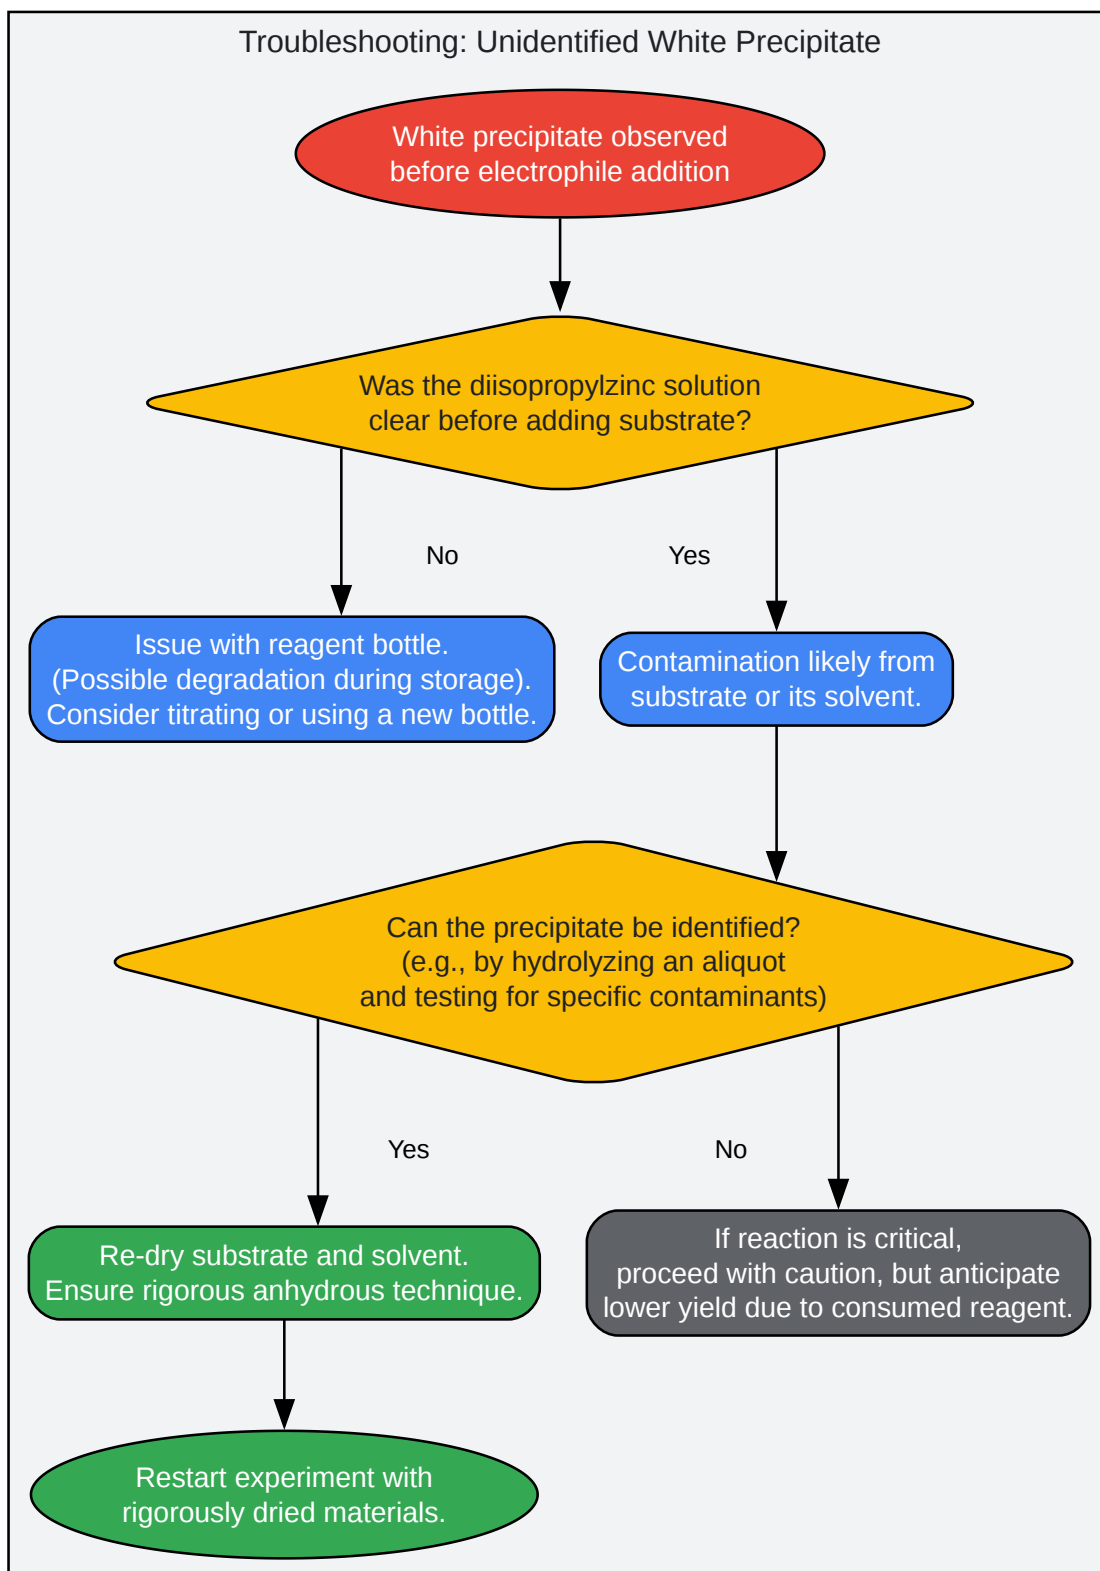 Troubleshooting: Unidentified White Precipitate
White precipitate observed
before electrophile addition
Was the diisopropylzinc solution
clear before adding substrate?
No
Yes
Issue with reagent bottle.
(Possible degradation during storage).
Consider titrating or using a new bottle.
Contamination likely from
substrate or its solvent.
Can the precipitate be identified?
(e.g., by hydrolyzing an aliquot
and testing for specific contaminants)
Yes
No
Re-dry substrate and solvent.
Ensure rigorous anhydrous technique.
If reaction is critical,
proceed with caution, but anticipate
lower yield due to consumed reagent.
Restart experiment with
rigorously dried materials.